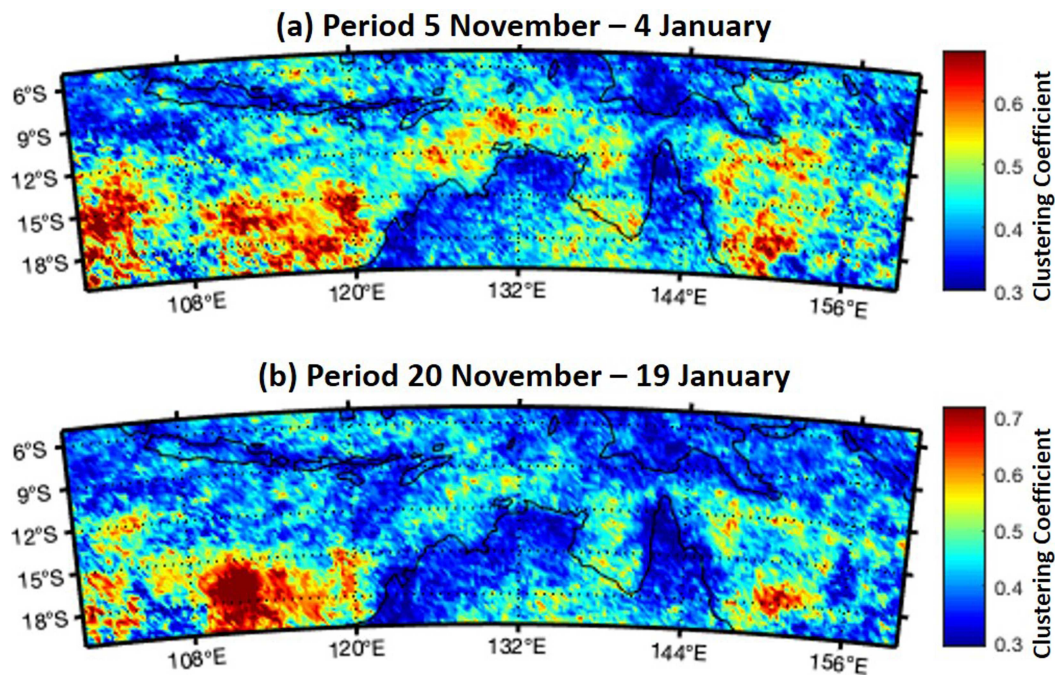 (a) Period 5 November – 4 January
6°S
9°S
12°S
15°S
18°S
108°E
120°E
132°E
144°E
156°E
0.6
0.5
0.4
0.3
Clustering Coefficient
(b) Period 20 November – 19 January
6°S
9°S
12°S
15°S
18°S
108°E
120°E
132°E
144°E
156°E
0.7
0.6
0.5
0.4
0.3
Clustering Coefficient